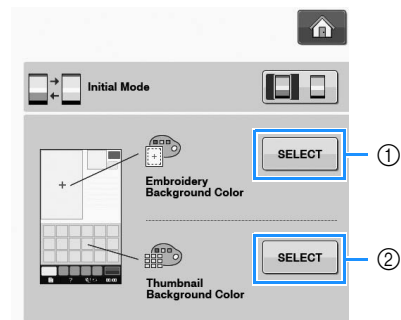 Initial Mode
SELECT
①
Embroidery
Background Color
SELECT
②
Thumbnail
Background Color